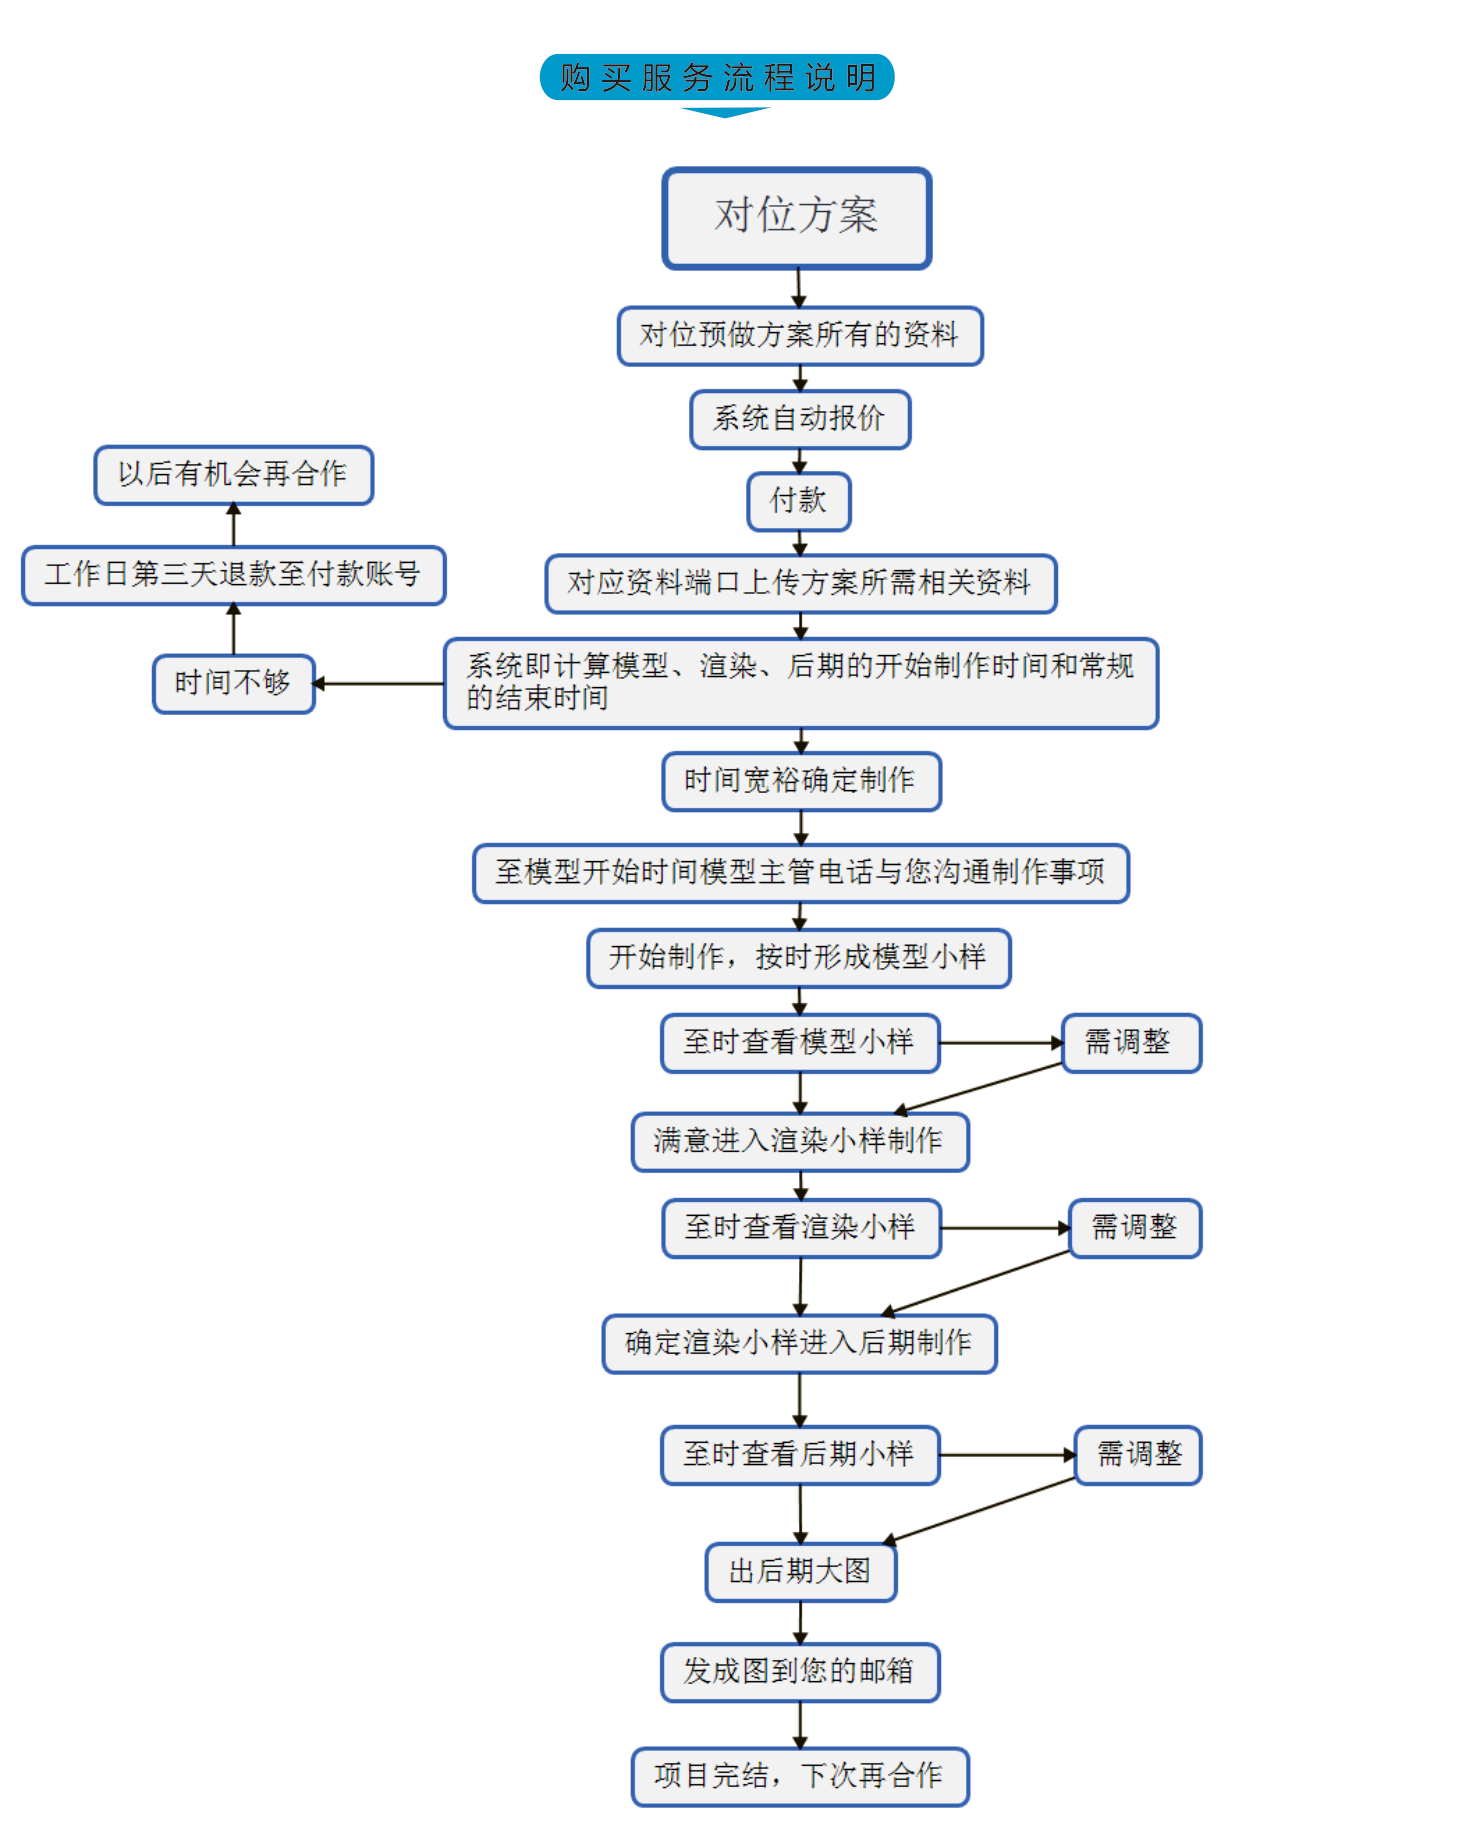 购买服务流程说明
对位方案
对位预做方案所有的资料
系统自动报价
付款
对应资料端口上传方案所需相关资料
系统即计算模型、渲染、后期的开始制作时间和常规
的结束时间
时间不够
工作日第三天退款至付款账号
以后有机会再合作
时间宽裕确定制作
至模型开始时间模型主管电话与您沟通制作事项
开始制作，按时形成模型小样
至时查看模型小样
需调整
满意进入渲染小样制作
至时查看渲染小样
需调整
确定渲染小样进入后期制作
至时查看后期小样
需调整
出后期大图
发成图到您的邮箱
项目完结，下次再合作